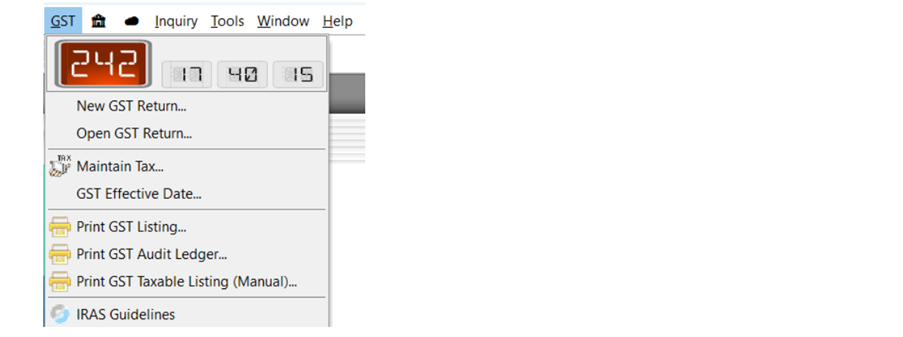 GST Inquiry Tools Window Help
242 17 40 15
New GST Return...
Open GST Return...
TAX Maintain Tax...
GST Effective Date...
Print GST Listing...
Print GST Audit Ledger...
Print GST Taxable Listing (Manual)...
IRAS Guidelines